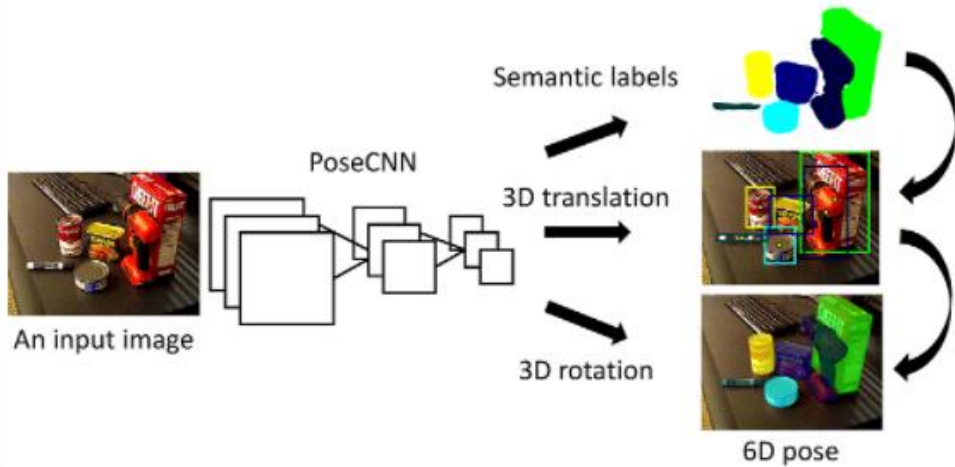 Semantic labels
PoseCNN
3D translation
An input image
3D rotation
6D pose